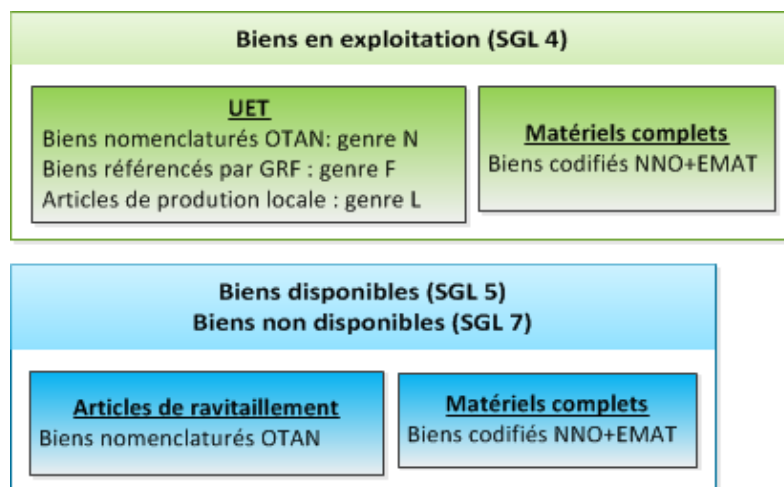 Biens en exploitation (SGL 4)
UET
Biens nomenclaturés OTAN: genre N
Biens référencés par GRF : genre F
Articles de prodution locale : genre L
Matériels complets
Biens codifiés NNO+EMAT
Biens disponibles (SGL 5)
Biens non disponibles (SGL 7)
Articles de ravitaillement
Biens nomenclaturés OTAN
Matériels complets
Biens codifiés NNO+EMAT